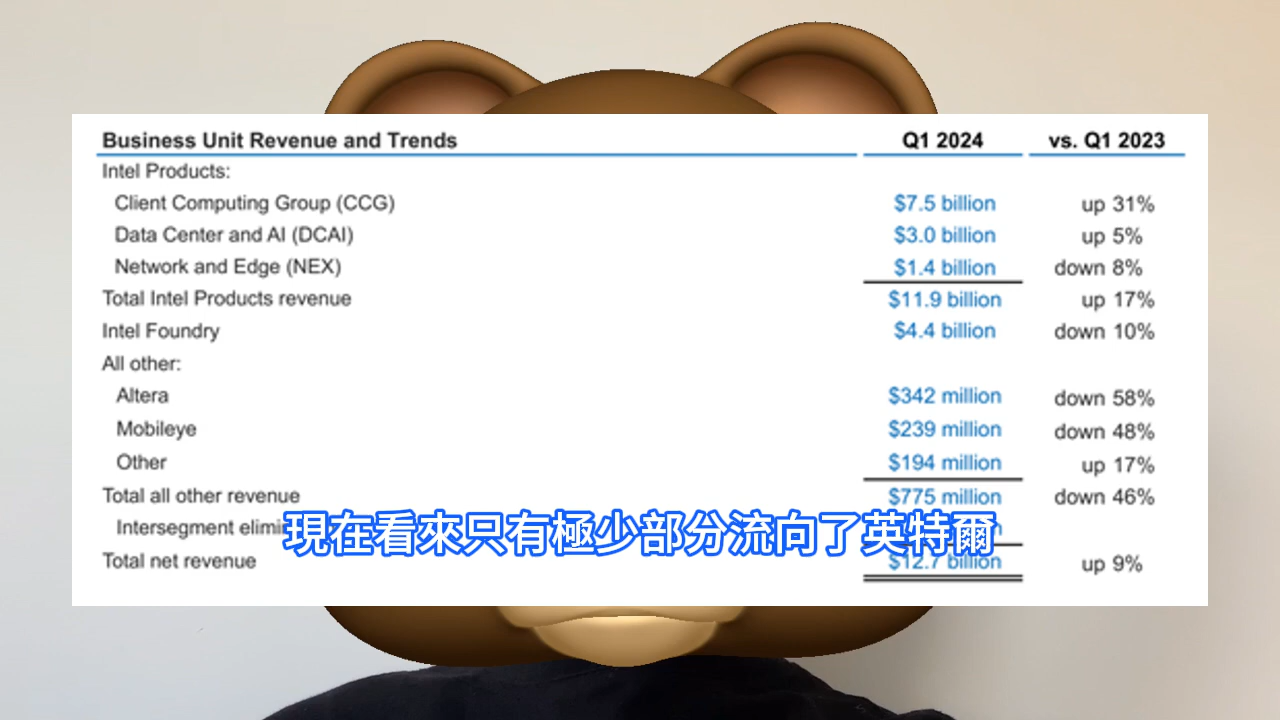 Business Unit Revenue and Trends Q1 2024 vs. Q1 2023
Intel Products:
Client Computing Group (CCG) $7.5 billion up 31%
Data Center and AI (DCAI) $3.0 billion up 5%
Network and Edge (NEX) $1.4 billion down 8%
Total Intel Products revenue $11.9 billion up 17%
Intel Foundry $4.4 billion down 10%
All other:
Altera $342 million down 58%
Mobileye $239 million down 48%
Other $194 million up 17%
Total all other revenue $775 million down 46%
Intersegment
現在看來只有極少部分流向了英特爾
Total net revenue $12.7 billion up 9%